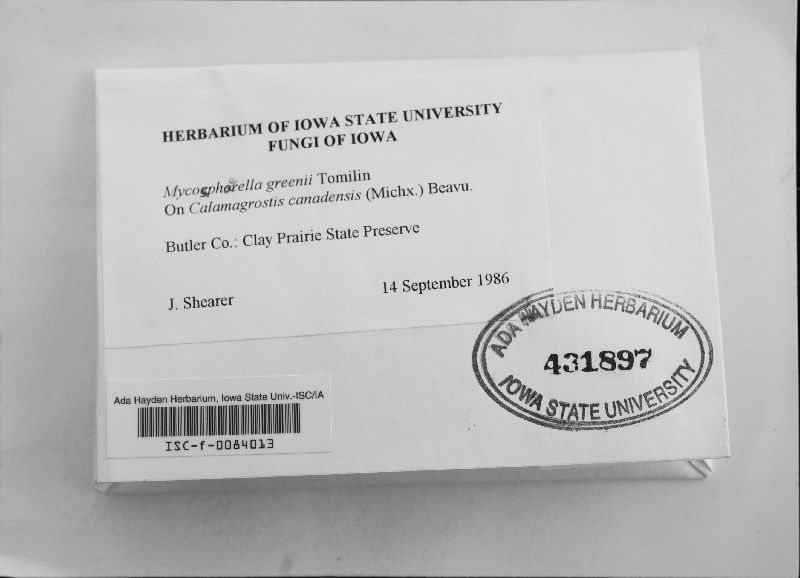 HERBARIUM OF IOWA STATE UNIVERSITY
FUNGI OF IOWA
Mycosphorella greenii Tomilin
On Calamagrostis canadensis (Michx.) Beavu.
Butler Co.: Clay Prairie State Preserve
J. Shearer
14 September 1986
ADA HAYDEN HERBARIUM
431897
IOWA STATE UNIVERSITY
Ada Hayden Herbarium, Iowa State Univ.-ISC/IA
ISC-f-0084013